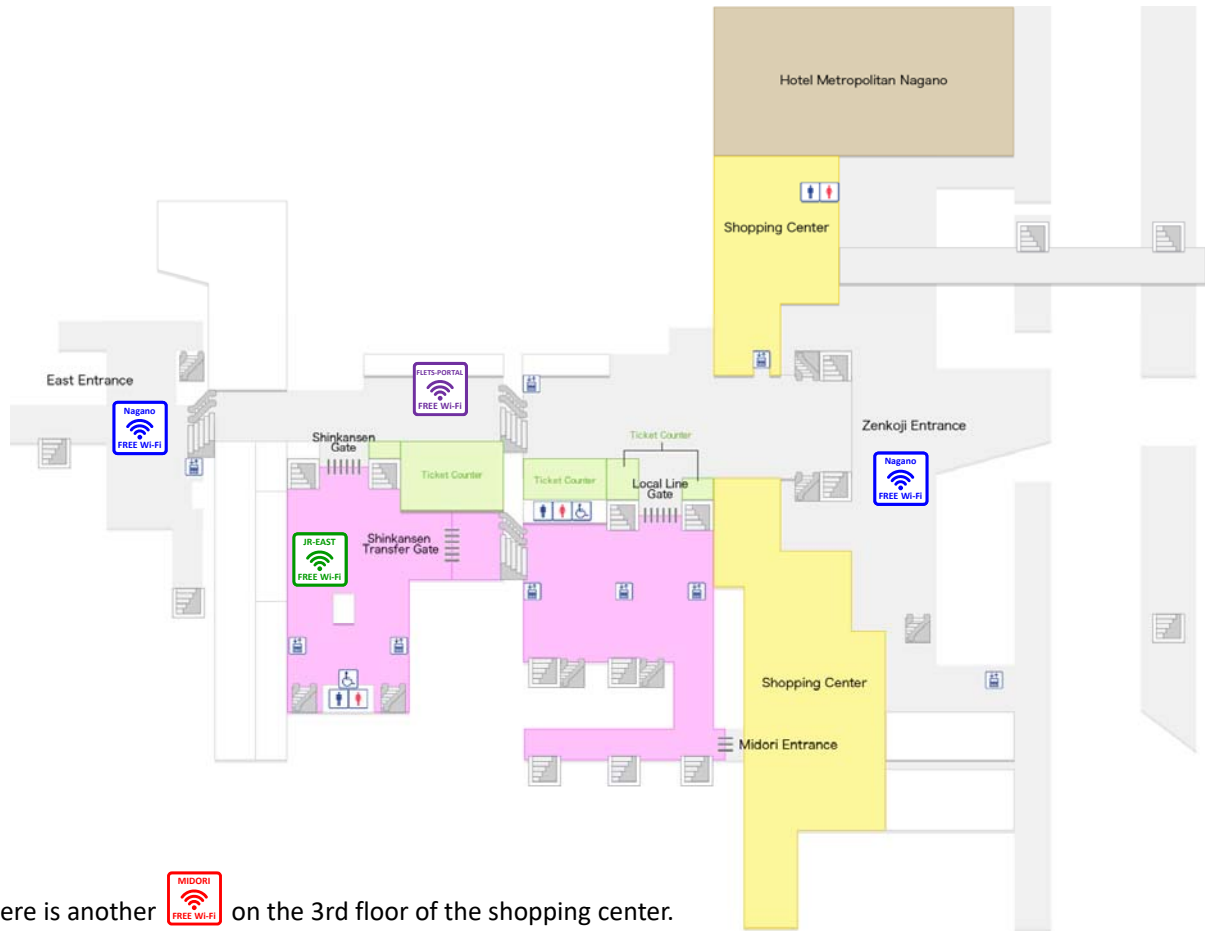 Hotel Metropolitan Nagano
Shopping Center
East Entrance
FLETS-PORTAL
FREE Wi-Fi
Nagano
FREE Wi-Fi
Zenkoji Entrance
Shinkansen
Gate
Ticket Counter
Ticket Counter
Ticket Counter
Local Line
Gate
Nagano
FREE Wi-Fi
JR-EAST
FREE Wi-Fi
Shinkansen
Transfer Gate
Shopping Center
Midori Entrance
ere is another MIDORI FREE Wi-Fi on the 3rd floor of the shopping center.